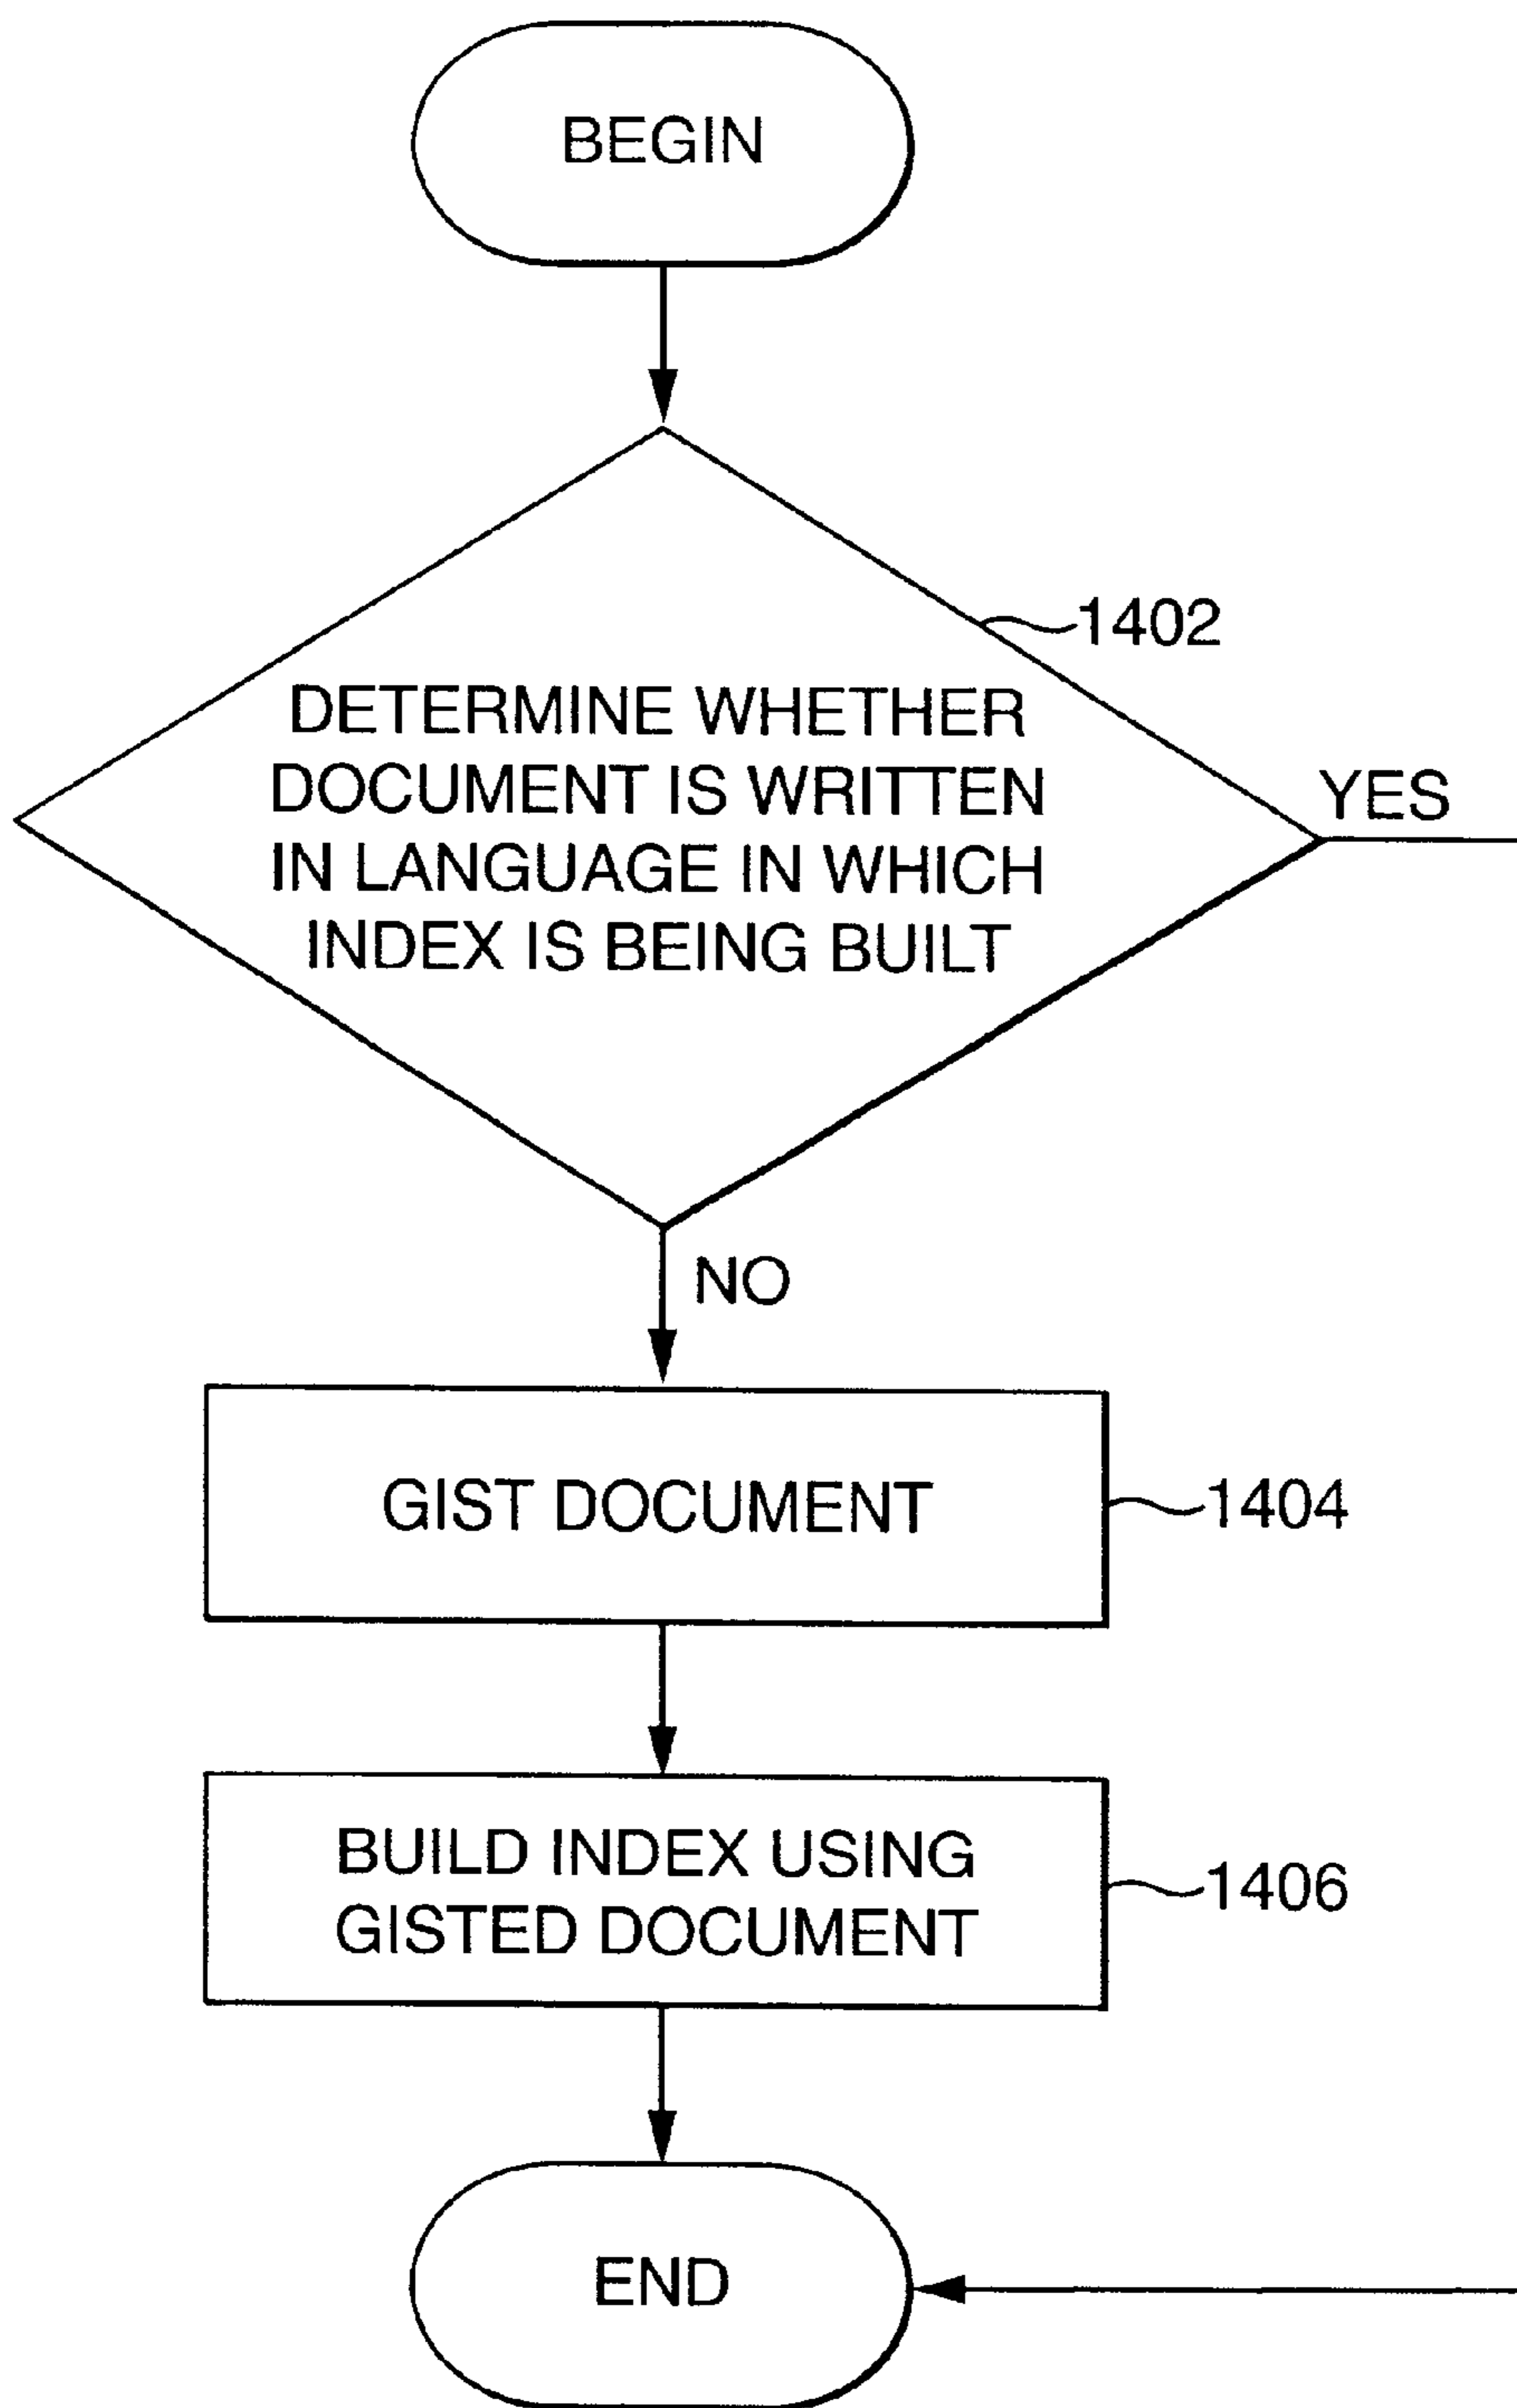 BEGIN
1402
DETERMINE WHETHER
DOCUMENT IS WRITTEN
IN LANGUAGE IN WHICH
INDEX IS BEING BUILT
YES
NO
GIST DOCUMENT
1404
BUILD INDEX USING
GISTED DOCUMENT
1406
END